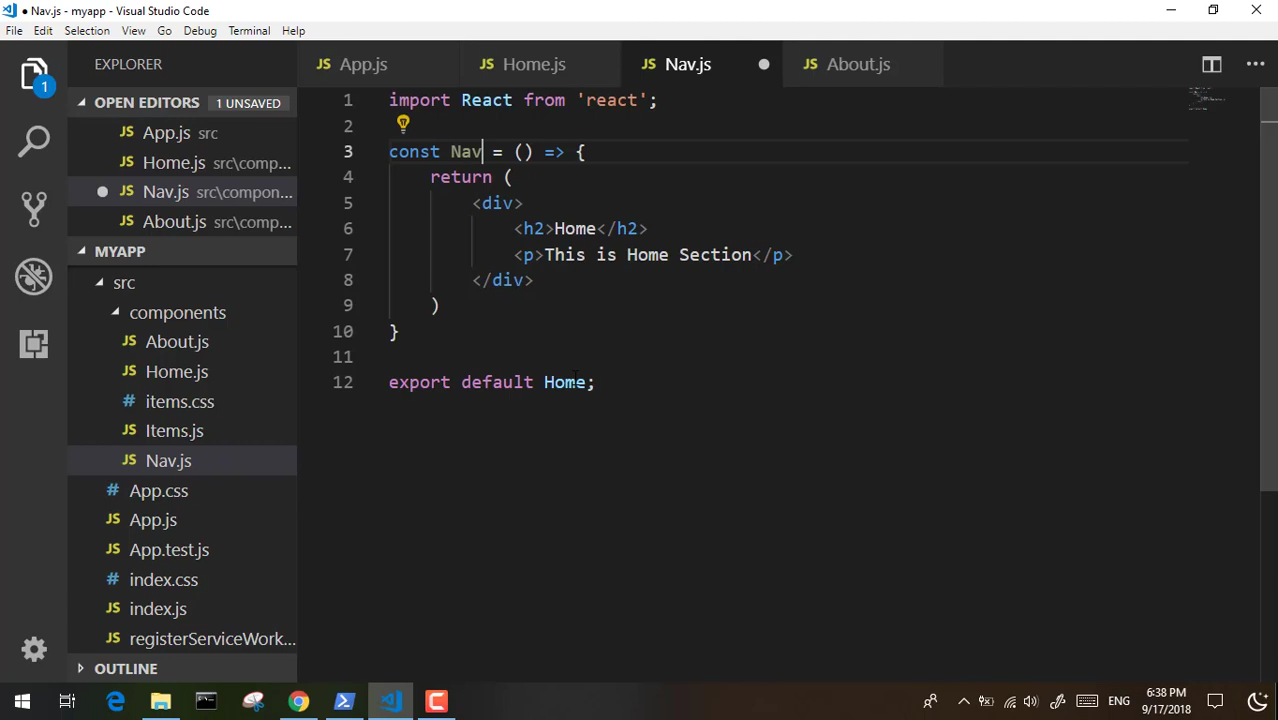 Nav.js - myapp - Visual Studio Code
File Edit Selection View Go Debug Terminal Help
EXPLORER
OPEN EDITORS 1 UNSAVED
JS App.js src
JS Home.js src\comp...
JS Nav.js src\compon...
JS About.js src\comp...
MYAPP
src
components
JS About.js
JS Home.js
# items.css
JS Items.js
JS Nav.js
# App.css
JS App.js
JS App.test.js
# index.css
JS index.js
JS registerServiceWork...
OUTLINE
1
JS App.js JS Home.js JS Nav.js JS About.js
1 import React from 'react';
2
3 const Nav = () => {
4 return (
5 <div>
6 <h2>Home</h2>
7 <p>This is Home Section</p>
8 </div>
9 )
10 }
11
12 export default Home;
ENG
6:38 PM
9/17/2018